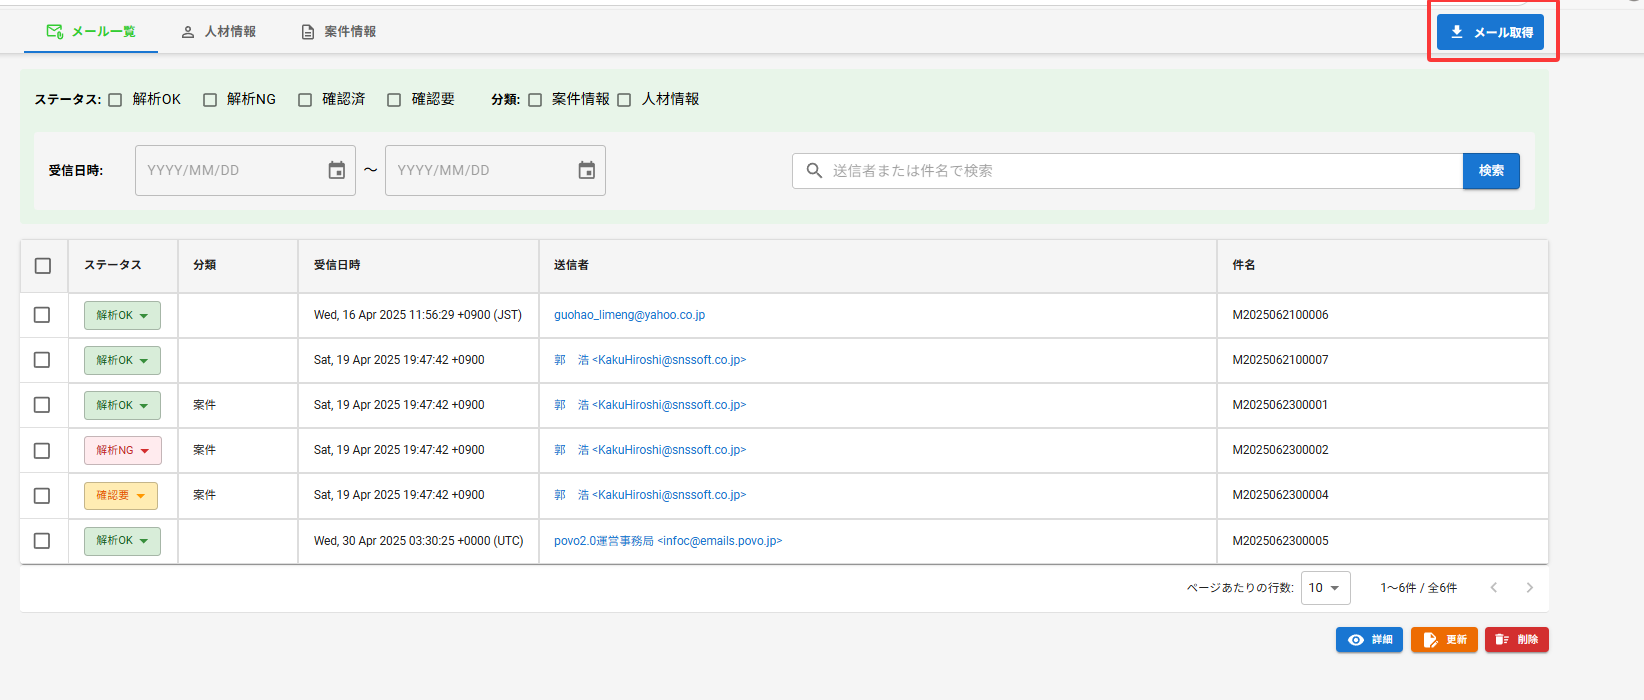 メール一覧 人材情報 案件情報 メール取得
ステータス: 解析OK 解析NG 確認済 確認要 分類: 案件情報 人材情報
受信日時: YYYY/MM/DD ～ YYYY/MM/DD 送信者または件名で検索 検索
ステータス 分類 受信日時 送信者 件名
解析OK Wed, 16 Apr 2025 11:56:29 +0900 (JST) guohao_limeng@yahoo.co.jp M2025062100006
解析OK Sat, 19 Apr 2025 19:47:42 +0900 郭　浩 <KakuHiroshi@snssoft.co.jp> M2025062100007
解析OK 案件 Sat, 19 Apr 2025 19:47:42 +0900 郭　浩 <KakuHiroshi@snssoft.co.jp> M2025062300001
解析NG 案件 Sat, 19 Apr 2025 19:47:42 +0900 郭　浩 <KakuHiroshi@snssoft.co.jp> M2025062300002
確認要 案件 Sat, 19 Apr 2025 19:47:42 +0900 郭　浩 <KakuHiroshi@snssoft.co.jp> M2025062300004
解析OK Wed, 30 Apr 2025 03:30:25 +0000 (UTC) povo2.0運営事務局 <infoc@emails.povo.jp> M2025062300005
ページあたりの行数: 10 1～6件 / 全6件
詳細 更新 削除